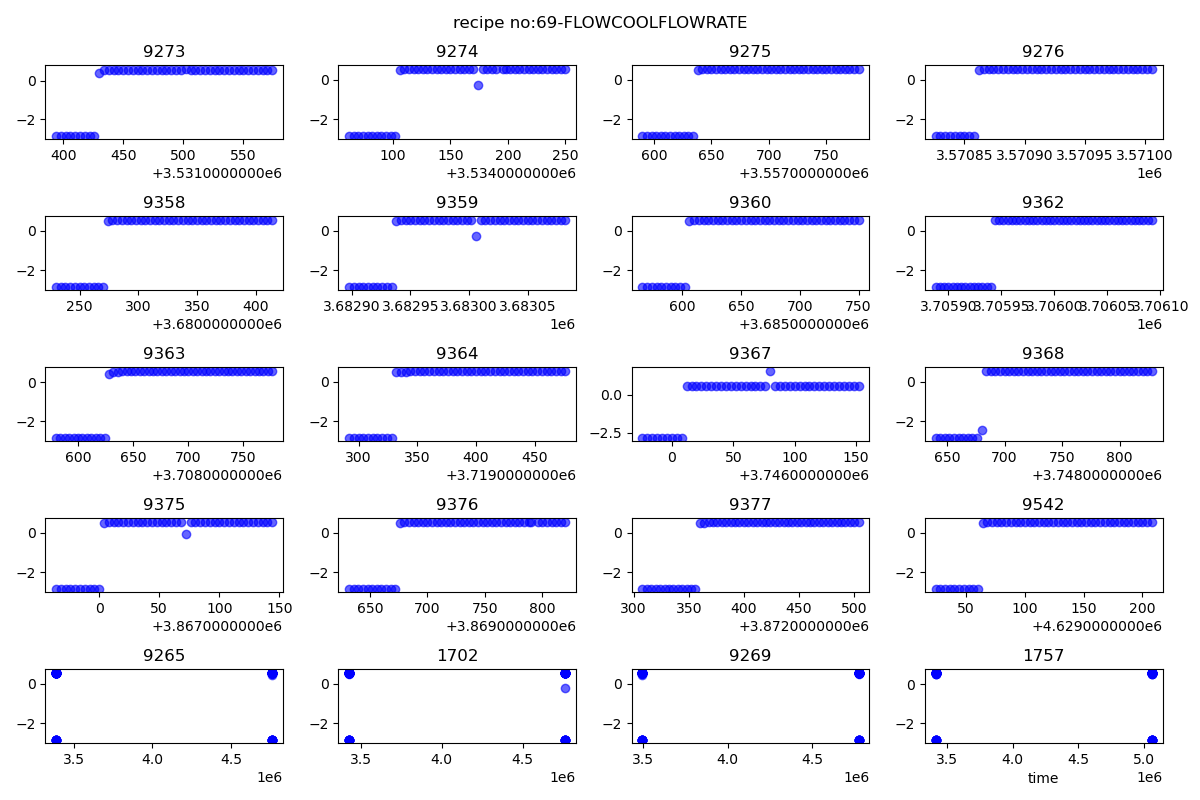 recipe no:69-FLOWCOOLFLOWRATE
9273 9274 9275 9276
0 0 0 0
−2 −2 −2 −2
400 450 500 550 100 150 200 250 600 650 700 750 3.57085 3.57090 3.57095 3.57100
+3.5310000000e6 +3.5340000000e6 +3.5570000000e6 1e6
9358 9359 9360 9362
0 0 0 0
−2 −2 −2 −2
250 300 350 400 3.68290 3.68295 3.68300 3.68305 600 650 700 750 3.70590 3.70595 3.70600 3.70605 3.70610
+3.6800000000e6 1e6 +3.6850000000e6 1e6
9363 9364 9367 9368
0 0 0.0 0
−2 −2 −2.5 −2
600 650 700 750 300 350 400 450 0 50 100 150 650 700 750 800
+3.7080000000e6 +3.7190000000e6 +3.7460000000e6 +3.7480000000e6
9375 9376 9377 9542
0 0 0 0
−2 −2 −2 −2
0 50 100 150 650 700 750 800 300 350 400 450 500 50 100 150 200
+3.8670000000e6 +3.8690000000e6 +3.8720000000e6 +4.6290000000e6
9265 1702 9269 1757
0 0 0 0
−2 −2 −2 −2
3.5 4.0 4.5 3.5 4.0 4.5 3.5 4.0 4.5 3.5 4.0 4.5 5.0
1e6 1e6 1e6 time 1e6